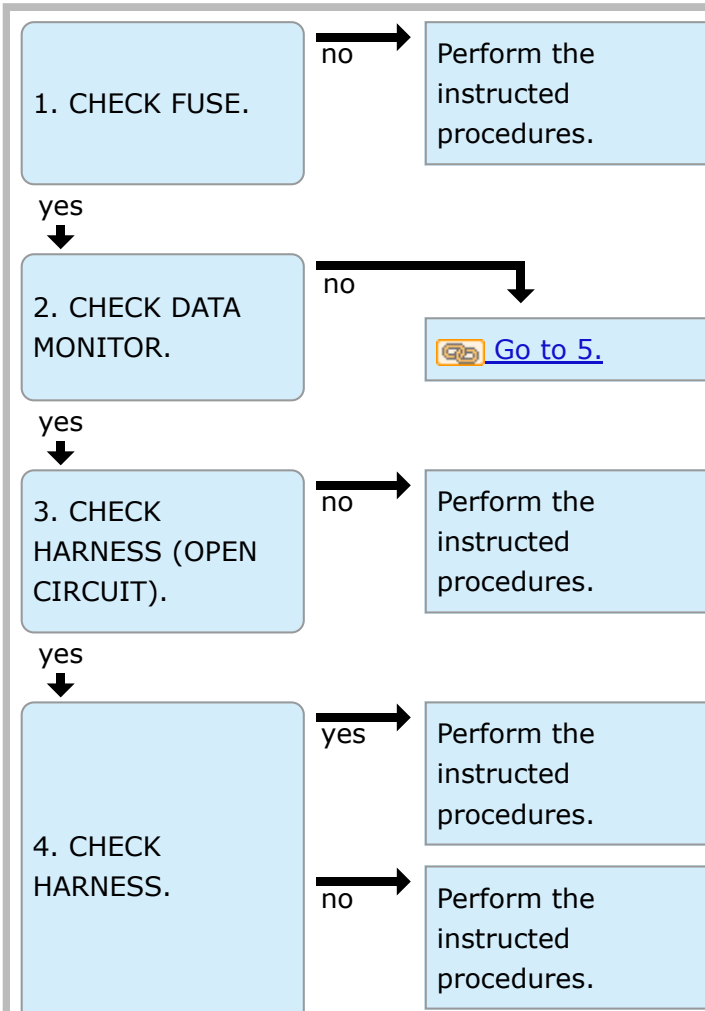 no
Perform the
instructed
procedures.
1. CHECK FUSE.
yes
no
2. CHECK DATA
MONITOR.
Go to 5.
yes
no
Perform the
instructed
procedures.
3. CHECK
HARNESS (OPEN
CIRCUIT).
yes
yes
Perform the
instructed
procedures.
4. CHECK
HARNESS.
no
Perform the
instructed
procedures.